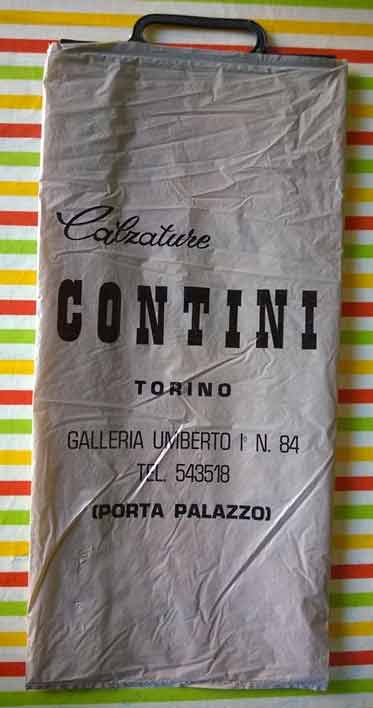 Calzature
CONTINI
TORINO
GALLERIA UMBERTO I° N. 84
TEL. 543518
(PORTA PALAZZO)